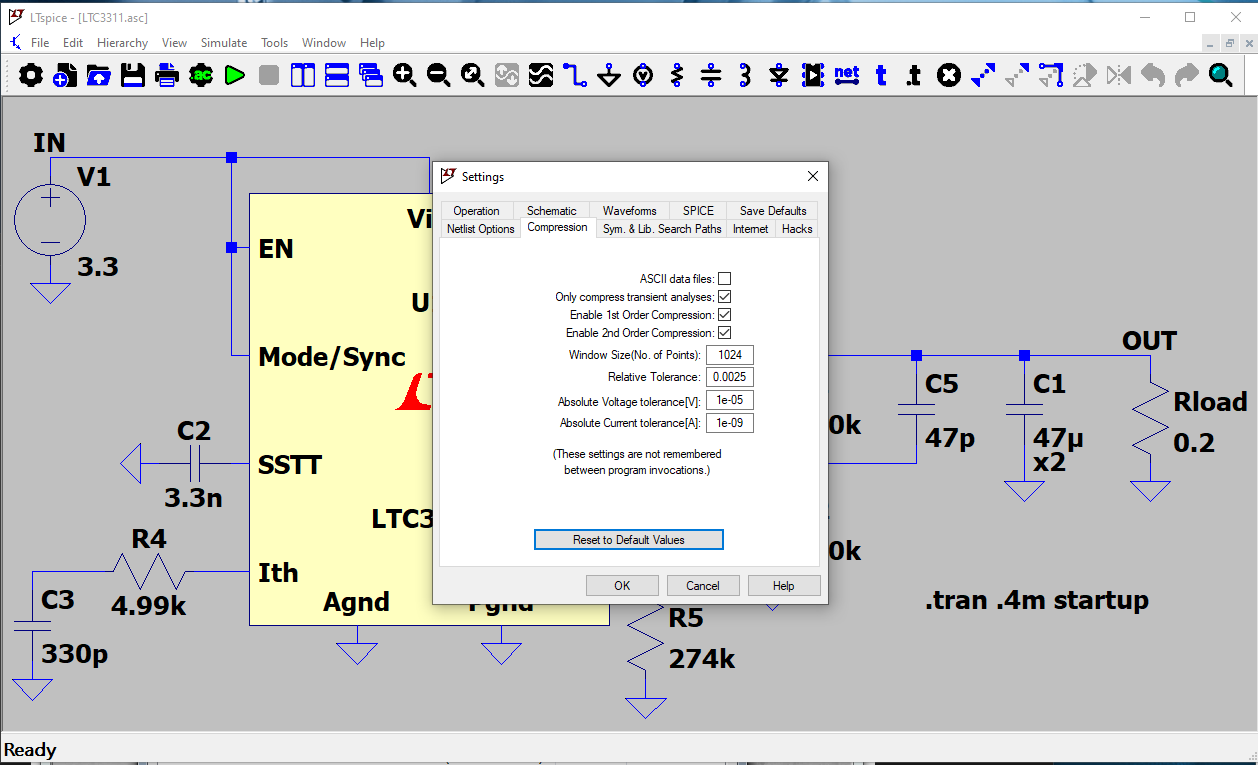 LTspice - [LTC3311.asc]
File Edit Hierarchy View Simulate Tools Window Help
.ac
net
t
.t
IN
V1
3.3
EN
Mode/Sync
C2
SSTT
3.3n
R4
Ith
4.99k
C3
330p
Agnd
Settings
Operation Schematic Waveforms SPICE Save Defaults
Netlist Options Compression Sym. & Lib. Search Paths Internet Hacks
ASCII data files:
Only compress transient analyses:
Enable 1st Order Compression:
Enable 2nd Order Compression:
Window Size(No. of Points): 1024
Relative Tolerance: 0.0025
Absolute Voltage tolerance[V]: 1e-05
Absolute Current tolerance[A]: 1e-09
(These settings are not remembered
between program invocations.)
Reset to Default Values
OK Cancel Help
R5
274k
OUT
C5
47p
C1
47µ
x2
Rload
0.2
.tran .4m startup
Ready